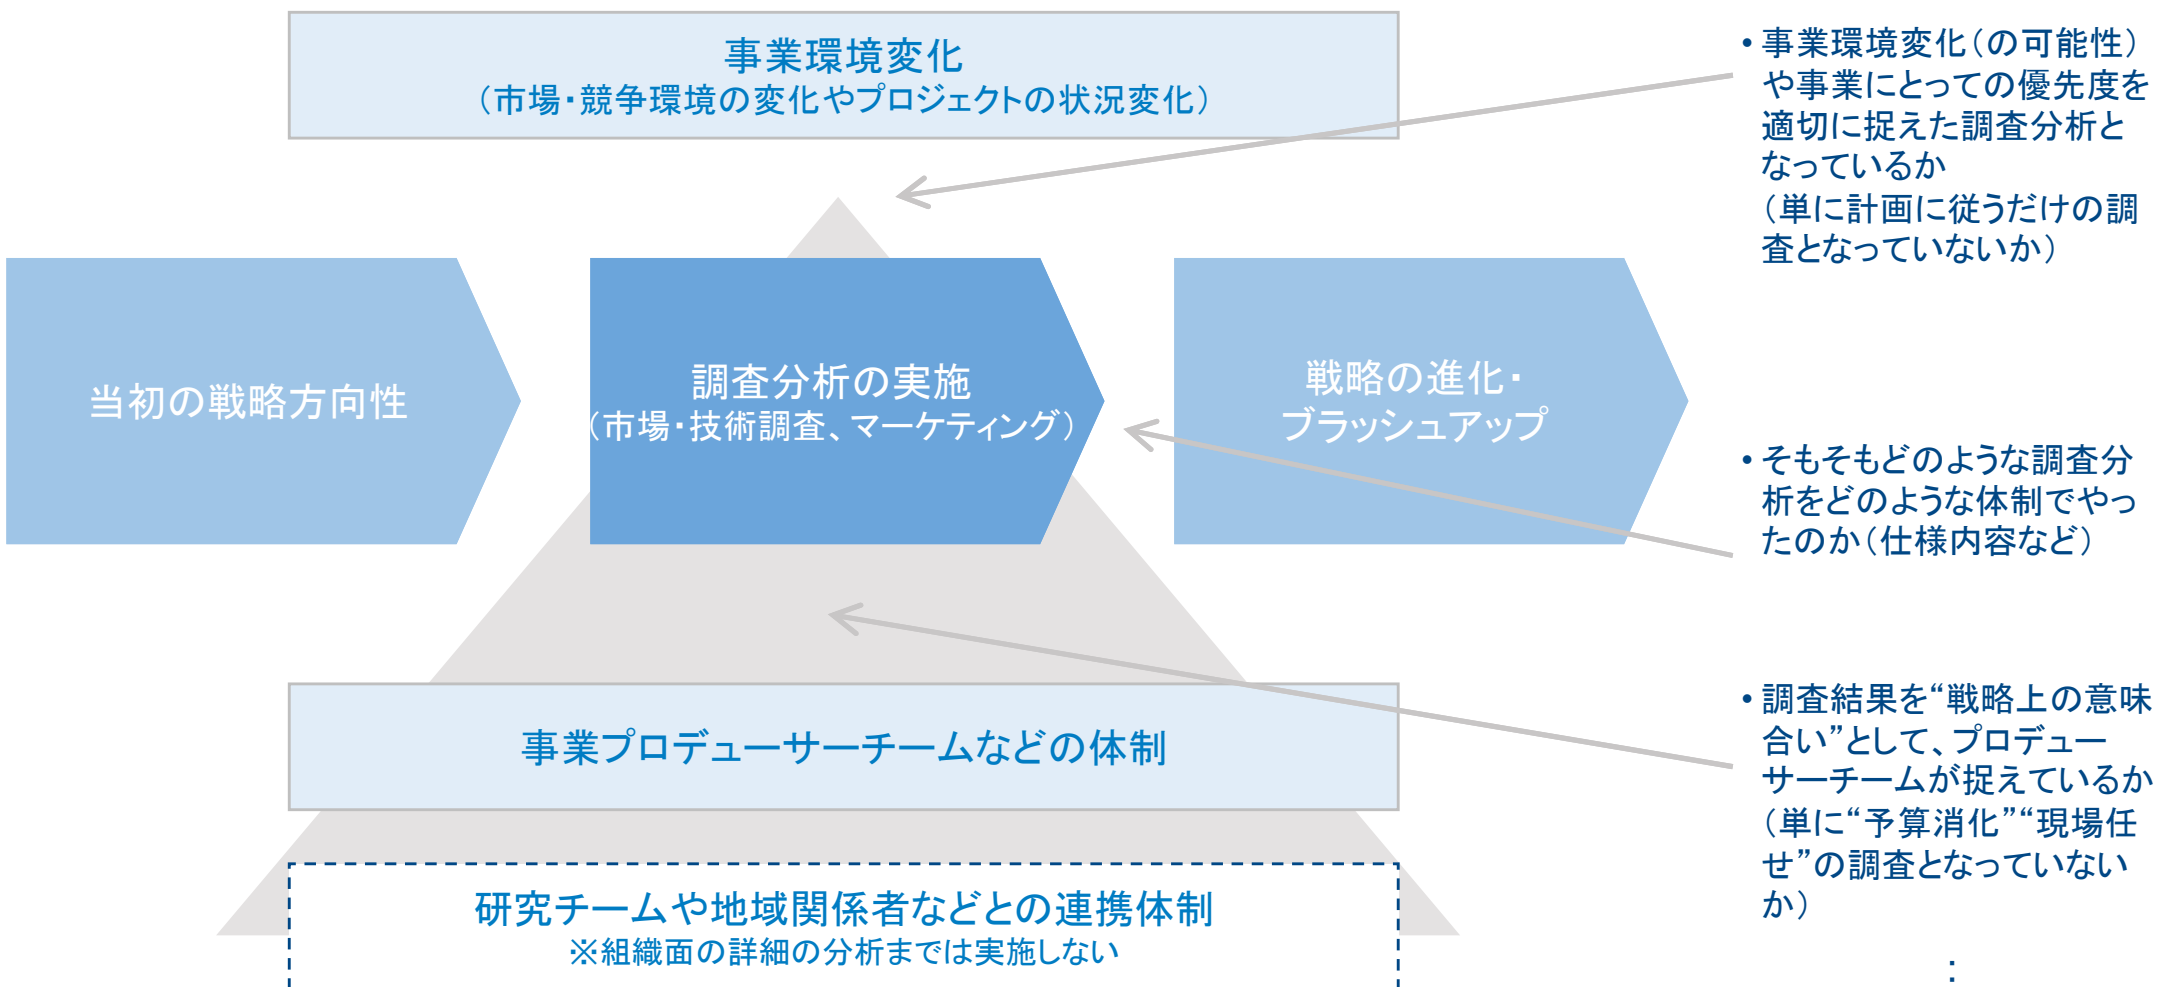 事業環境変化
（市場・競争環境の変化やプロジェクトの状況変化）
当初の戦略方向性
調査分析の実施
（市場・技術調査、マーケティング）
戦略の進化・
ブラッシュアップ
事業プロデューサーチームなどの体制
研究チームや地域関係者などとの連携体制
※組織面の詳細の分析までは実施しない
• 事業環境変化（の可能性）
や事業にとっての優先度を
適切に捉えた調査分析と
なっているか
（単に計画に従うだけの調
査となっていないか）
• そもそもどのような調査分
析をどのような体制でやっ
たのか（仕様内容など）
• 調査結果を“戦略上の意味
合い”として、プロデュー
サーチームが捉えているか
（単に“予算消化”“現場任
せ”の調査となっていない
か）
：